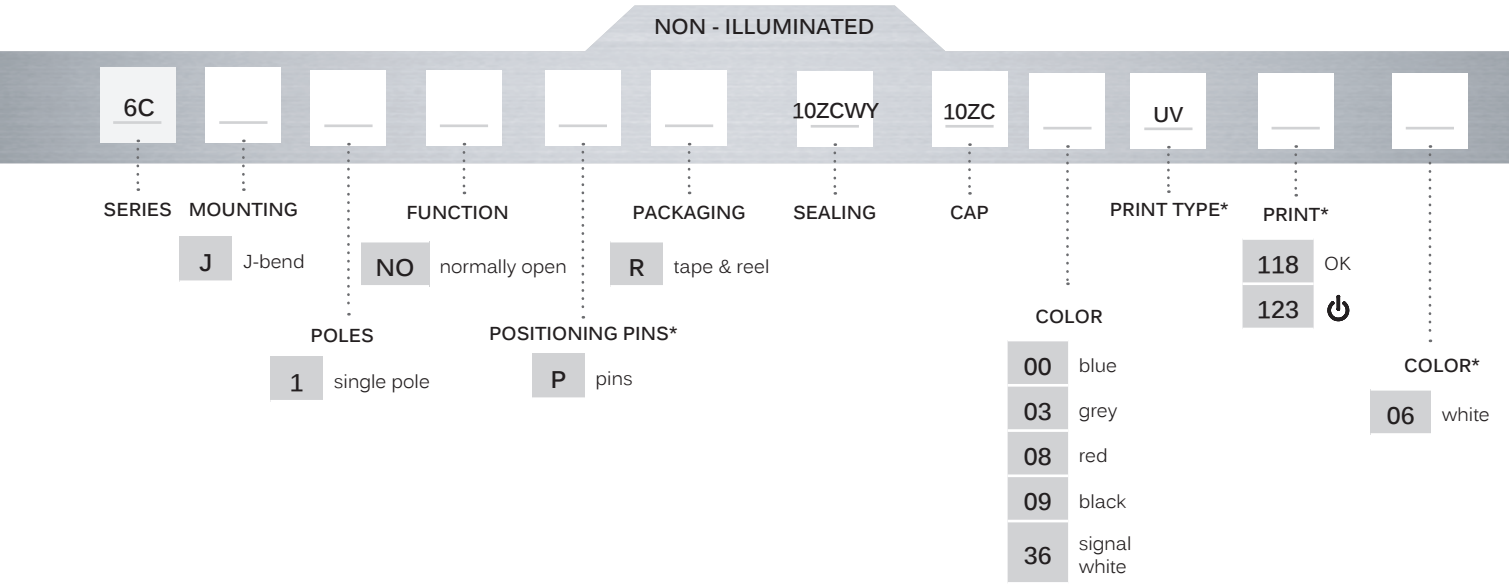 NON - ILLUMINATED
6C
10ZCWY
10ZC
UV
SERIES
MOUNTING
FUNCTION
PACKAGING
SEALING
CAP
PRINT TYPE*
PRINT*
J J-bend
NO normally open
R tape & reel
118 OK
123
POLES
1 single pole
POSITIONING PINS*
P pins
COLOR
00 blue
03 grey
08 red
09 black
36 signal
white
COLOR*
06 white